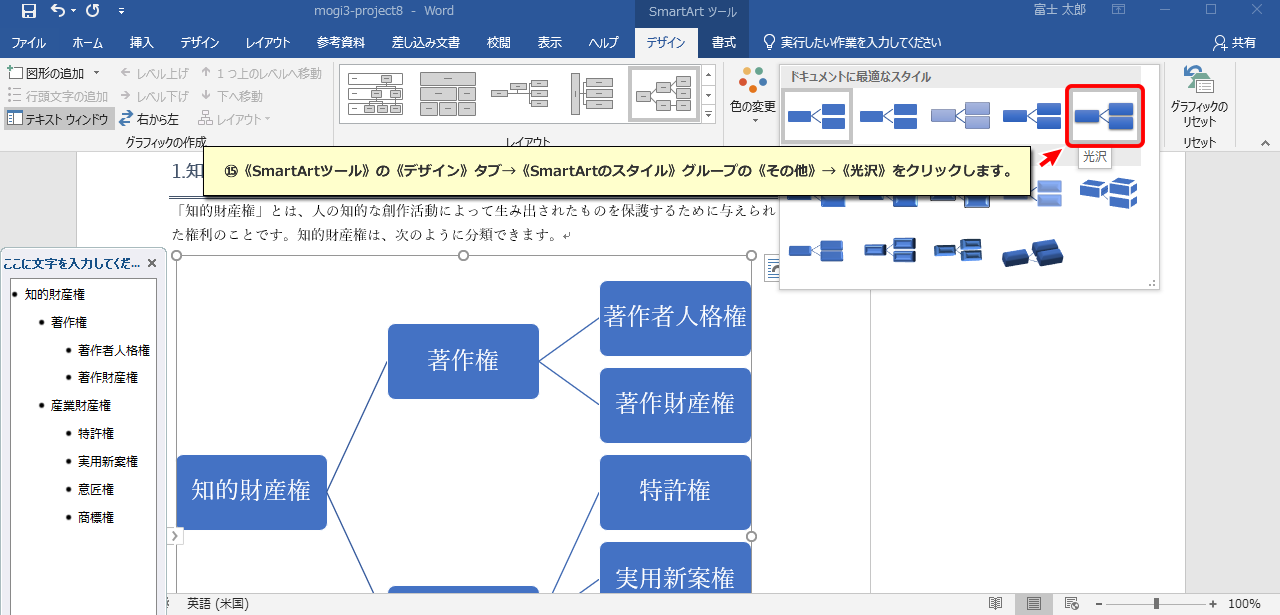 mogi3-project8 - Word
SmartArt ツール
富士 太郎
ファイル ホーム 挿入 デザイン レイアウト 参考資料 差し込み文書 校閲 表示 ヘルプ デザイン 書式 実行したい作業を入力してください 共有
図形の追加 レベル上げ 1 つ上のレベルへ移動
行頭文字の追加 レベル下げ 下へ移動
テキスト ウィンドウ 右から左 レイアウト
グラフィックの作成
レイアウト
色の変更
ドキュメントに最適なスタイル
光沢
グラフィックの
リセット
リセット
⑮《SmartArtツール》の《デザイン》タブ→《SmartArtのスタイル》グループの《その他》→《光沢》をクリックします。
1.知
「知的財産権」とは、人の知的な創作活動によって生み出されたものを保護するために与えられ
た権利のことです。知的財産権は、次のように分類できます。
ここに文字を入力してくだ...
知的財産権
著作権
著作者人格権
著作財産権
産業財産権
特許権
実用新案権
意匠権
商標権
著作者人格権
著作権
著作財産権
知的財産権
特許権
実用新案権
英語 (米国)
100%